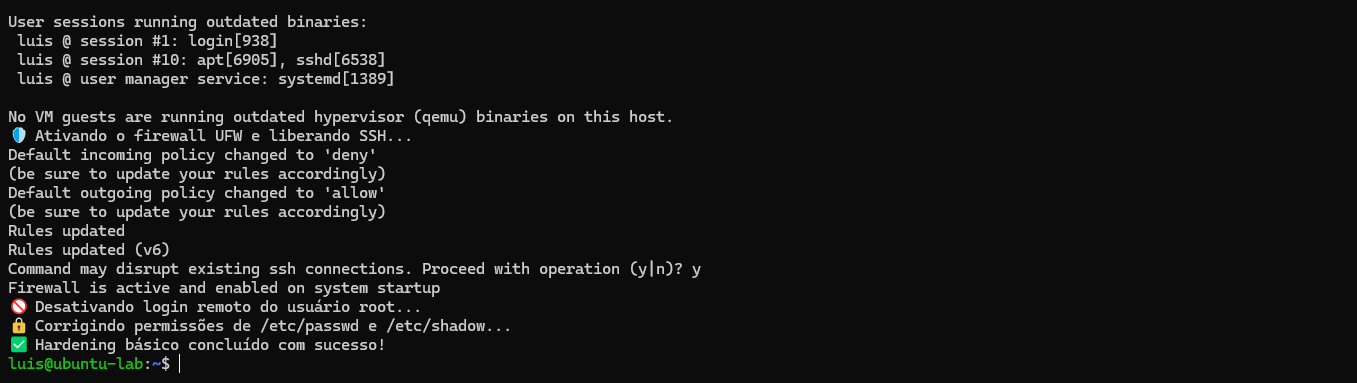 User sessions running outdated binaries:
luis @ session #1: login[938]
luis @ session #10: apt[6905], sshd[6538]
luis @ user manager service: systemd[1389]
No VM guests are running outdated hypervisor (qemu) binaries on this host.
🛡️ Ativando o firewall UFW e liberando SSH...
Default incoming policy changed to 'deny'
(be sure to update your rules accordingly)
Default outgoing policy changed to 'allow'
(be sure to update your rules accordingly)
Rules updated
Rules updated (v6)
Command may disrupt existing ssh connections. Proceed with operation (y|n)? y
Firewall is active and enabled on system startup
🚫 Desativando login remoto do usuário root...
🔒 Corrigindo permissões de /etc/passwd e /etc/shadow...
✅ Hardening básico concluído com sucesso!
luis@ubuntu-lab:~$